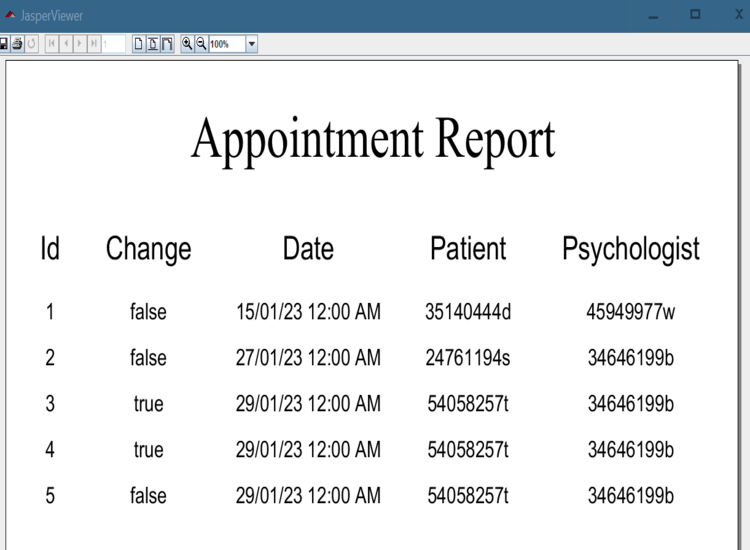 JasperViewer
1
100%
Appointment Report
Id Change Date Patient Psychologist
1 false 15/01/23 12:00 AM 35140444d 45949977w
2 false 27/01/23 12:00 AM 24761194s 34646199b
3 true 29/01/23 12:00 AM 54058257t 34646199b
4 true 29/01/23 12:00 AM 54058257t 34646199b
5 false 29/01/23 12:00 AM 54058257t 34646199b